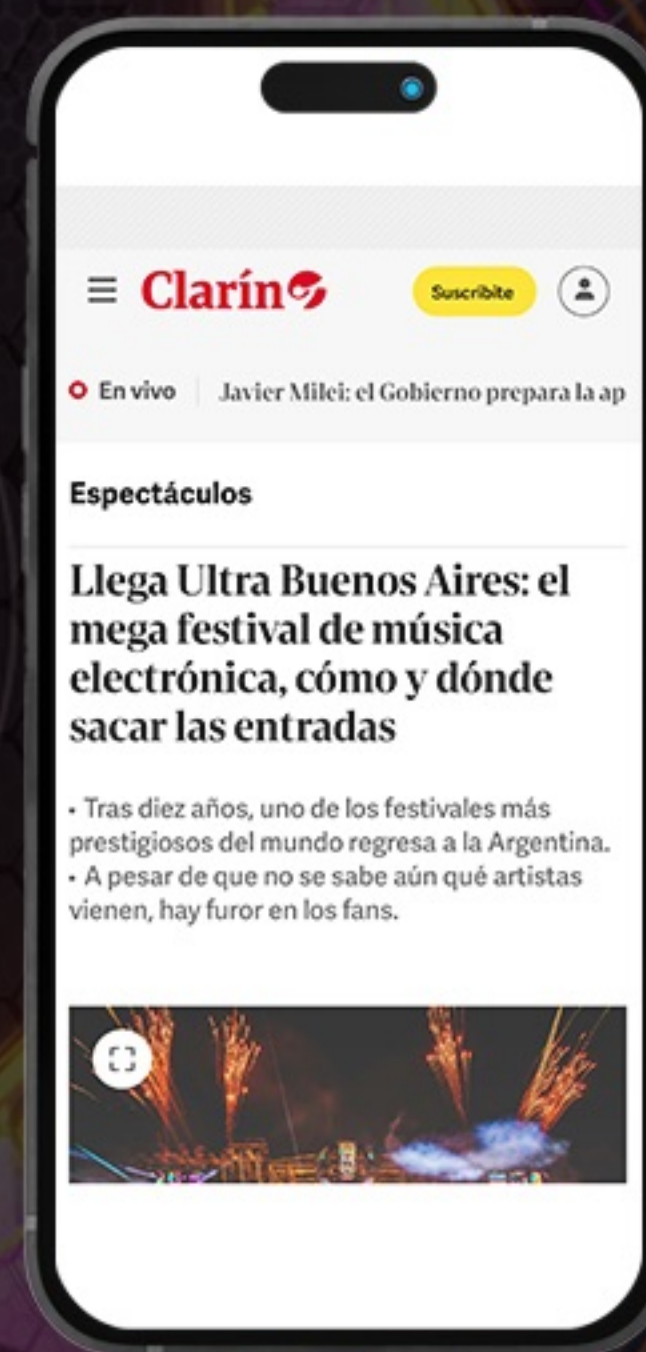 Clarín
Suscribite
En vivo
Javier Milei: el Gobierno prepara la ap
Espectáculos
Llega Ultra Buenos Aires: el
mega festival de música
electrónica, cómo y dónde
sacar las entradas
• Tras diez años, uno de los festivales más
prestigiosos del mundo regresa a la Argentina.
• A pesar de que no se sabe aún qué artistas
vienen, hay furor en los fans.